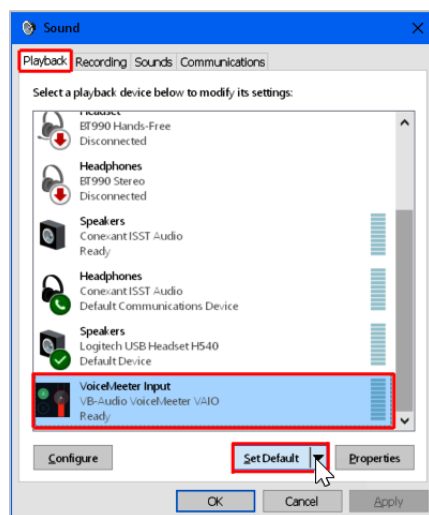 Sound
Playback Recording Sounds Communications
Select a playback device below to modify its settings:
Headset
BT990 Hands-Free
Disconnected
Headphones
BT990 Stereo
Disconnected
Speakers
Conexant ISST Audio
Ready
Headphones
Conexant ISST Audio
Default Communications Device
Speakers
Logitech USB Headset H540
Default Device
VoiceMeeter Input
VB-Audio VoiceMeeter VAIO
Ready
Configure Set Default Properties
OK Cancel Apply